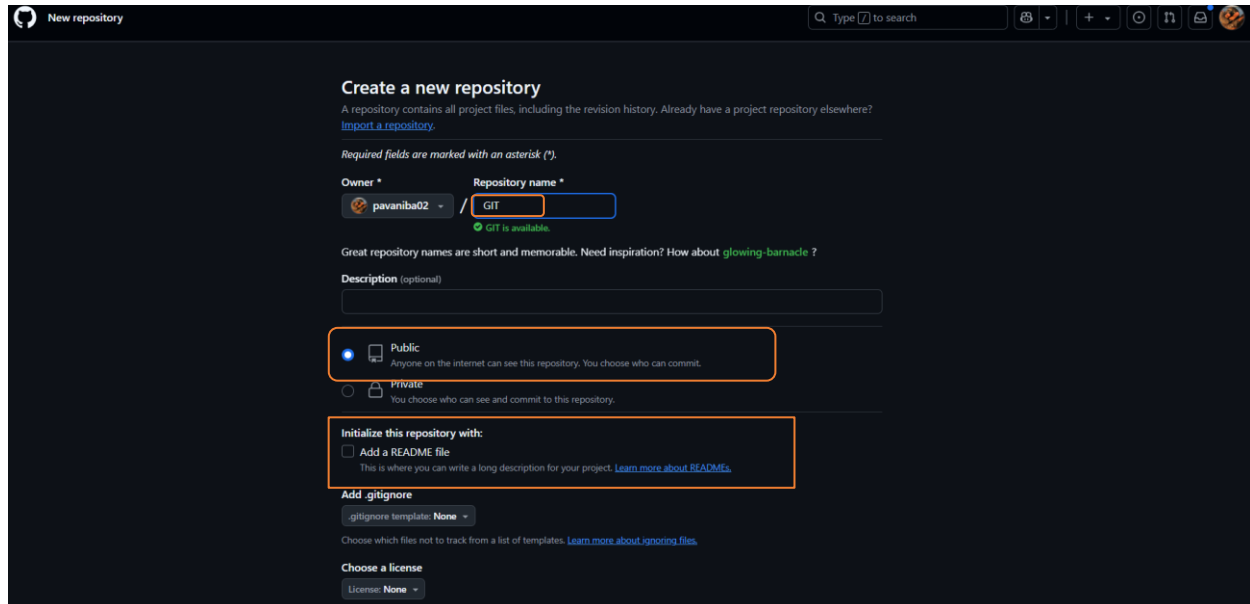 New repository
Type / to search
Create a new repository
A repository contains all project files, including the revision history. Already have a project repository elsewhere?
Import a repository.
Required fields are marked with an asterisk (*).
Owner * Repository name *
pavaniba02 / GIT
GIT is available.
Great repository names are short and memorable. Need inspiration? How about glowing-barnacle ?
Description (optional)
Public
Anyone on the internet can see this repository. You choose who can commit.
Private
You choose who can see and commit to this repository.
Initialize this repository with:
Add a README file
This is where you can write a long description for your project. Learn more about READMEs.
Add .gitignore
.gitignore template: None
Choose which files not to track from a list of templates. Learn more about ignoring files.
Choose a license
License: None